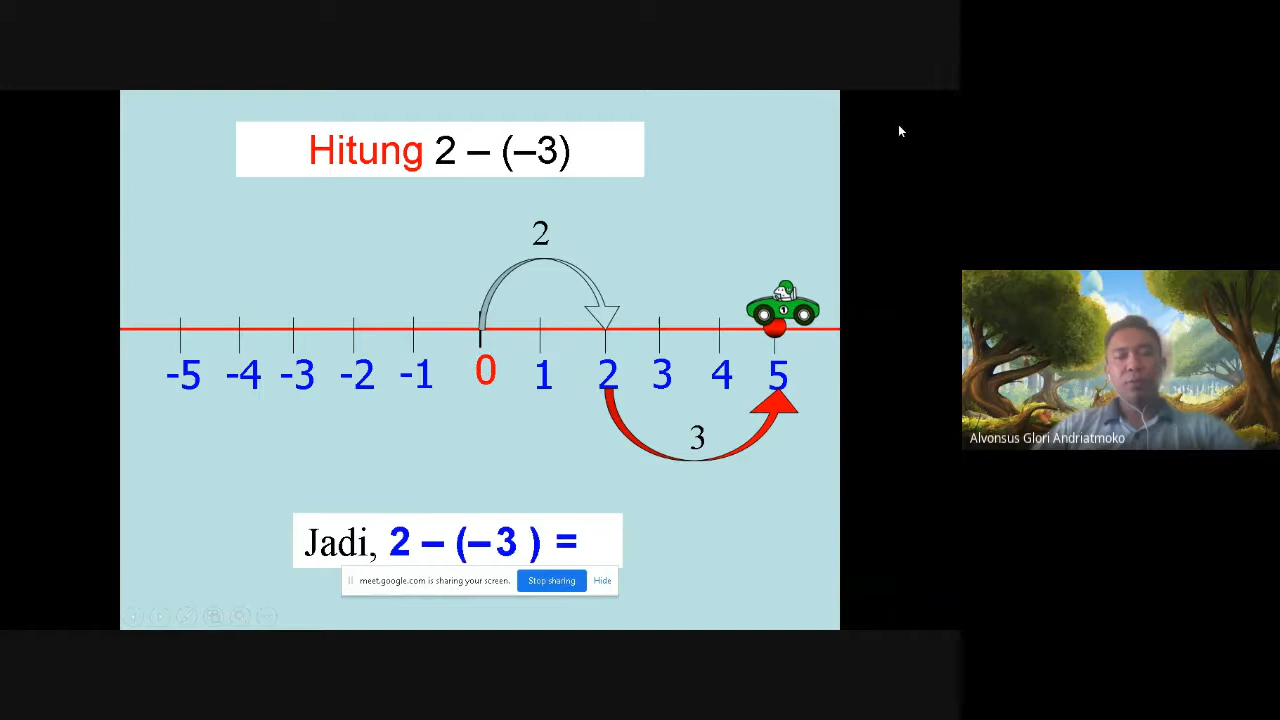 Hitung 2 – (–3)
2
-5 -4 -3 -2 -1 0 1 2 3 4 5
3
Jadi, 2 – (– 3 ) =
meet.google.com is sharing your screen. Stop sharing Hide
1
Alvonsus Glori Andriatmoko